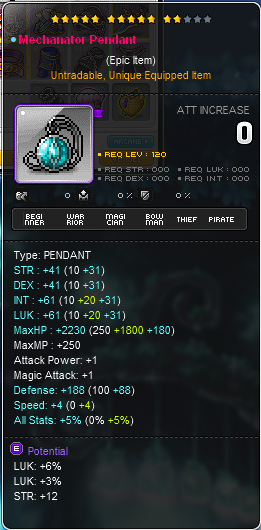 Mechanator Pendant
(Epic Item)
Untradable, Unique Equipped Item
ATT INCREASE
0
REQ LEV : 120
REQ STR : 000 REQ LUK : 000
REQ DEX : 000 REQ INT : 000
0 0 % 0 %
BEGINNER WARRIOR MAGICIAN BOWMAN THIEF PIRATE
Type: PENDANT
STR : +41 (10 +31)
DEX : +41 (10 +31)
INT : +61 (10 +20 +31)
LUK : +61 (10 +20 +31)
MaxHP : +2230 (250 +1800 +180)
MaxMP : +250
Attack Power: +1
Magic Attack: +1
Defense: +188 (100 +88)
Speed: +4 (0 +4)
All Stats: +5% (0% +5%)
E Potential
LUK: +6%
LUK: +3%
STR: +12